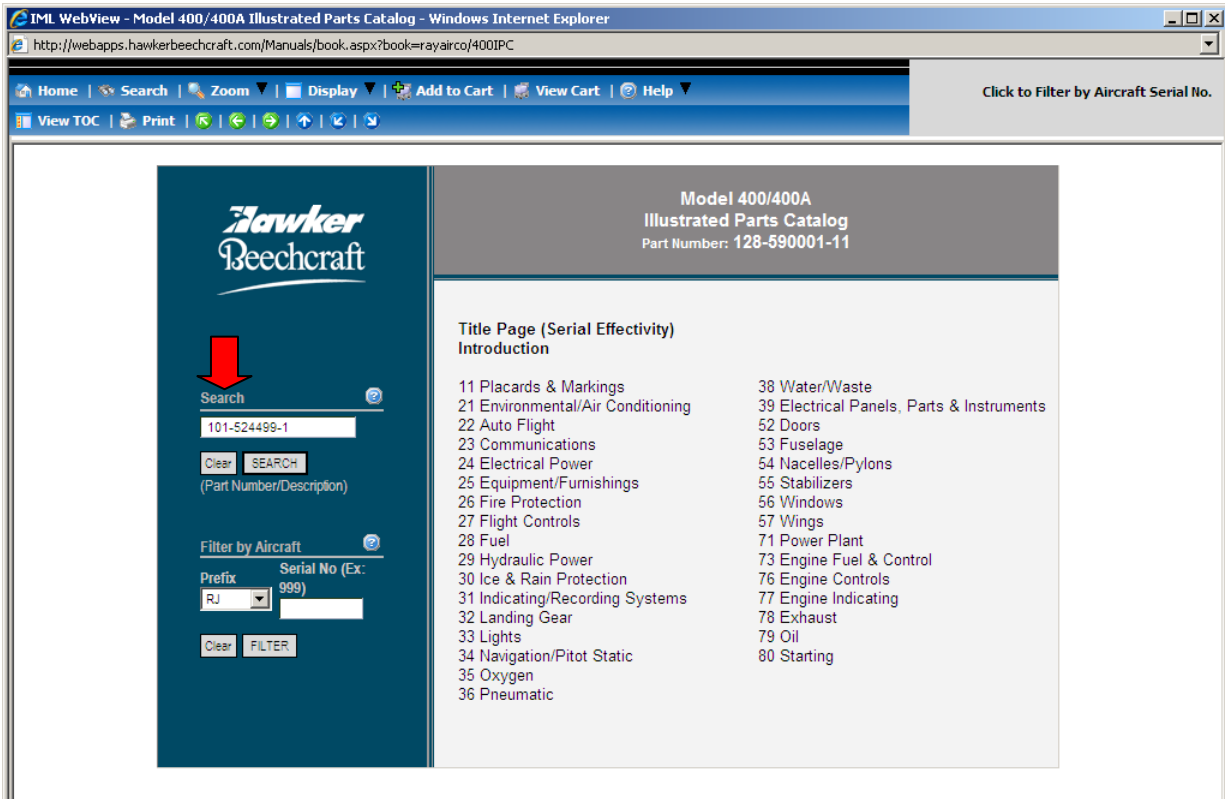 IML WebView - Model 400/400A Illustrated Parts Catalog - Windows Internet Explorer
http://webapps.hawkerbeechcraft.com/Manuals/book.aspx?book=rayairco/400IPC
Home | Search | Zoom | Display | Add to Cart | View Cart | Help
Click to Filter by Aircraft Serial No.
View TOC | Print
Hawker
Beechcraft
Search
101-524499-1
Clear SEARCH
(Part Number/Description)
Filter by Aircraft
Prefix
Serial No (Ex:
999)
RJ
Clear FILTER
Model 400/400A
Illustrated Parts Catalog
Part Number: 128-590001-11
Title Page (Serial Effectivity)
Introduction
11 Placards & Markings
21 Environmental/Air Conditioning
22 Auto Flight
23 Communications
24 Electrical Power
25 Equipment/Furnishings
26 Fire Protection
27 Flight Controls
28 Fuel
29 Hydraulic Power
30 Ice & Rain Protection
31 Indicating/Recording Systems
32 Landing Gear
33 Lights
34 Navigation/Pitot Static
35 Oxygen
36 Pneumatic
38 Water/Waste
39 Electrical Panels, Parts & Instruments
52 Doors
53 Fuselage
54 Nacelles/Pylons
55 Stabilizers
56 Windows
57 Wings
71 Power Plant
73 Engine Fuel & Control
76 Engine Controls
77 Engine Indicating
78 Exhaust
79 Oil
80 Starting